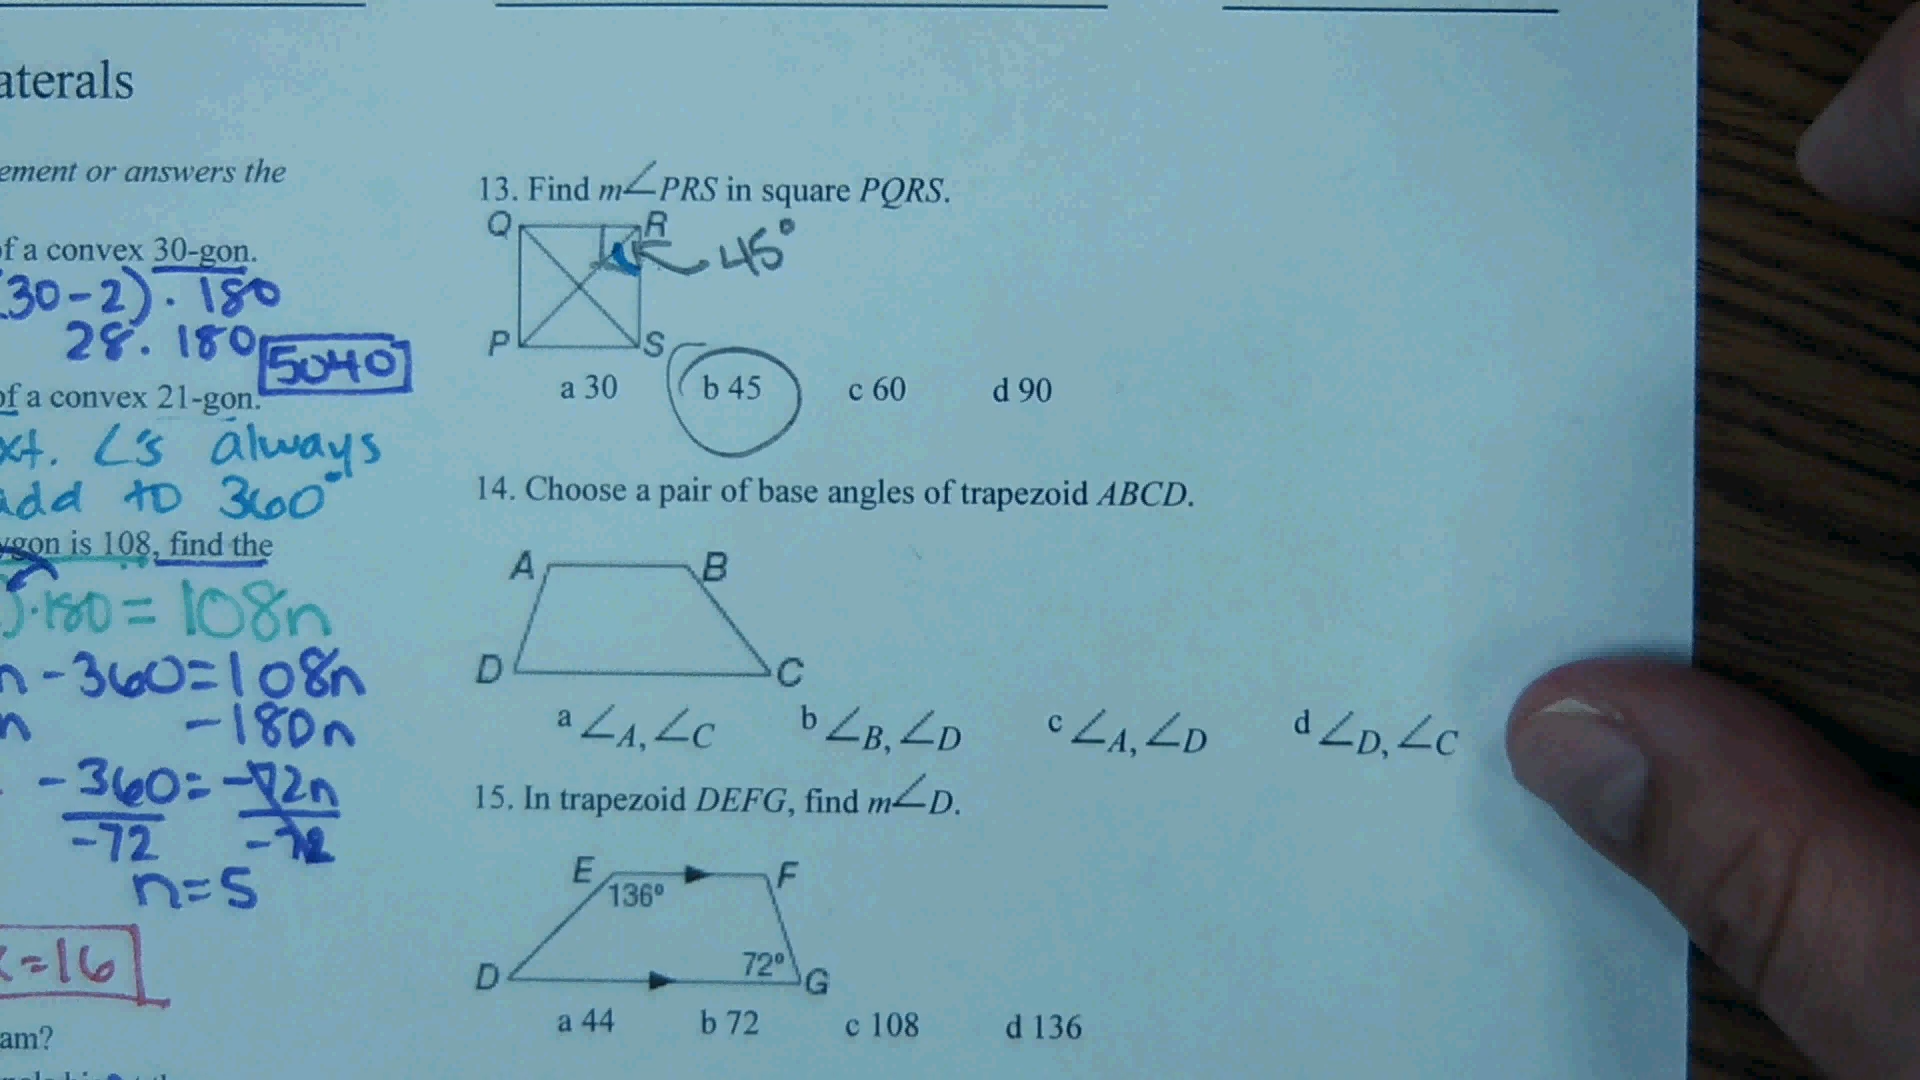 aterals
ement or answers the
f a convex 30-gon.
30-2). 180
28. 180
5040
of a convex 21-gon.
xt. ∠'s always
add to 360°
ygon is 108, find the
)·180 = 108n
n-360=108n
n -180n
-360=-72n
-72 -72
n=5
x=16
am?
13. Find m∠PRS in square PQRS.
Q R
45°
P S
a 30 b 45 c 60 d 90
14. Choose a pair of base angles of trapezoid ABCD.
A B
D C
a ∠A, ∠C b ∠B, ∠D c ∠A, ∠D d ∠D, ∠C
15. In trapezoid DEFG, find m∠D.
E F
136°
72°
D G
a 44 b 72 c 108 d 136